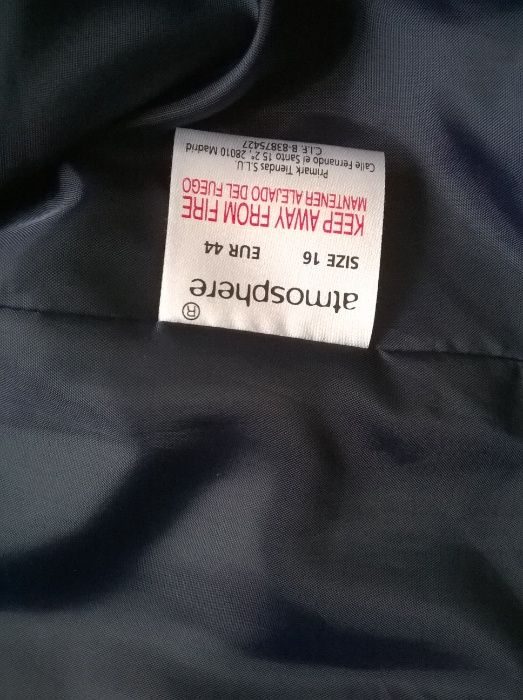 atmosphere®
SIZE 16 EUR 44
KEEP AWAY FROM FIRE
MANTENER ALEJADO DEL FUEGO
Primark Tiendas S.L.U.
Calle Fernando el Santo 15 2° 28010 Madrid
C.I.F. B-83875427